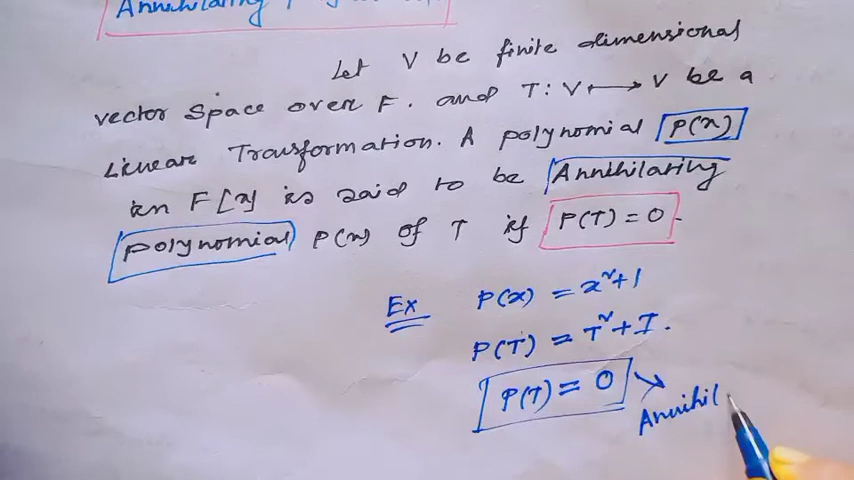 Annihilating
Let V be finite dimensional
vector space over F. and T: V ↦ V be a
Linear Transformation. A polynomial P(x)
in F[x] is said to be Annihilating
polynomial P(x) of T if P(T) = 0.
Ex P(x) = x²+1
P(T) = T²+I.
P(T) = 0
Annihil